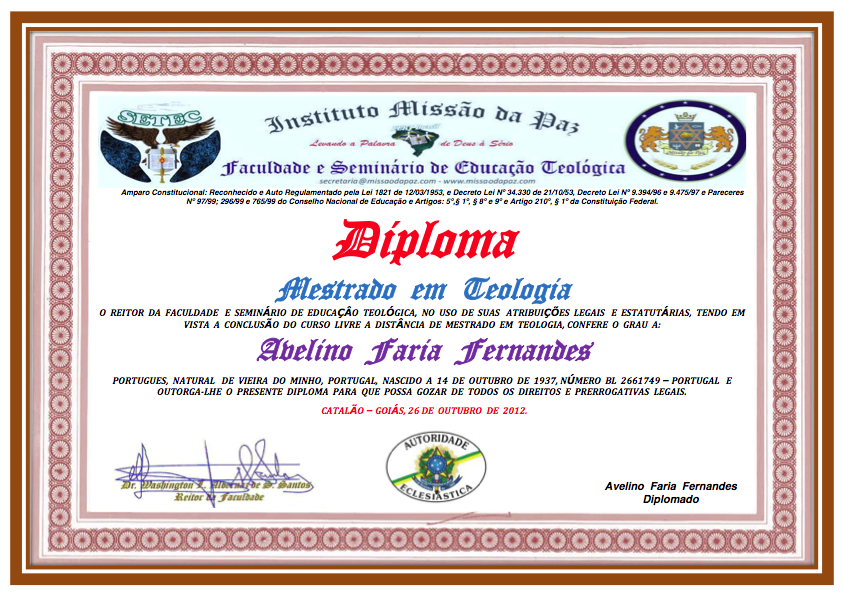 SETEC
Instituto Missão da Paz
Levando a Palavra de Deus à Sério
Faculdade e Seminário de Educação Teológica
secretaria@missaodapaz.com - www.missaodapaz.com
Amparo Constitucional: Reconhecido e Auto Regulamentado pela Lei 1821 de 12/03/1953, e Decreto Lei Nº 34.330 de 21/10/53, Decreto Lei Nº 9.394/96 e 9.475/97 e Pareceres
Nº 97/99; 296/99 e 765/99 do Conselho Nacional de Educação e Artigos: 5º,§ 1º, § 8º e 9º e Artigo 210º, § 1º da Constituição Federal.
Diploma
Mestrado em Teologia
O REITOR DA FACULDADE E SEMINÁRIO DE EDUCAÇÃO TEOLÓGICA, NO USO DE SUAS ATRIBUIÇÕES LEGAIS E ESTATUTÁRIAS, TENDO EM
VISTA A CONCLUSÃO DO CURSO LIVRE A DISTÂNCIA DE MESTRADO EM TEOLOGIA, CONFERE O GRAU A:
Avelino Faria Fernandes
PORTUGUES, NATURAL DE VIEIRA DO MINHO, PORTUGAL, NASCIDO A 14 DE OUTUBRO DE 1937, NÚMERO BL 2661749 – PORTUGAL E
OUTORGA-LHE O PRESENTE DIPLOMA PARA QUE POSSA GOZAR DE TODOS OS DIREITOS E PRERROGATIVAS LEGAIS.
CATALÃO – GOIÁS, 26 DE OUTUBRO DE 2012.
AUTORIDADE
ECLESIÁSTICA
Dr. Washington L. de S. Santos
Reitor da Faculdade
Avelino Faria Fernandes
Diplomado